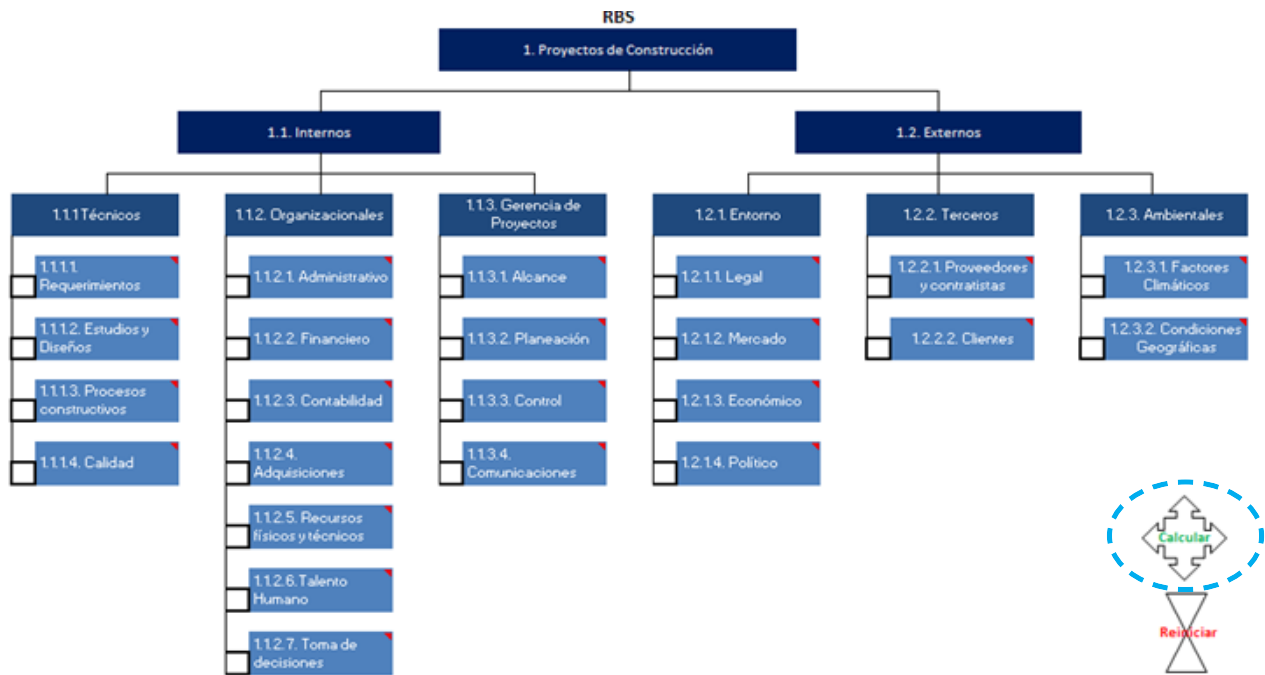 RBS
1. Proyectos de Construcción
1.1. Internos
1.2. Externos
1.1.1Técnicos
1.1.1.1.
Requerimientos
1.1.1.2. Estudios y
Diseños
1.1.1.3. Procesos
constructivos
1.1.1.4. Calidad
1.1.2. Organizacionales
1.1.2.1. Administrativo
1.1.2.2. Financiero
1.1.2.3. Contabilidad
1.1.2.4.
Adquisiciones
1.1.2.5. Recursos
físicos y técnicos
1.1.2.6.Talento
Humano
1.1.2.7. Toma de
decisiones
1.1.3. Gerencia de
Proyectos
1.1.3.1. Alcance
1.1.3.2. Planeación
1.1.3.3. Control
1.1.3.4.
Comunicaciones
1.2.1. Entorno
1.2.1.1. Legal
1.2.1.2. Mercado
1.2.1.3. Económico
1.2.1.4. Político
1.2.2. Terceros
1.2.2.1. Proveedores
y contratistas
1.2.2.2. Clientes
1.2.3. Ambientales
1.2.3.1. Factores
Climáticos
1.2.3.2. Condiciones
Geográficas
Calcular
Reiniciar